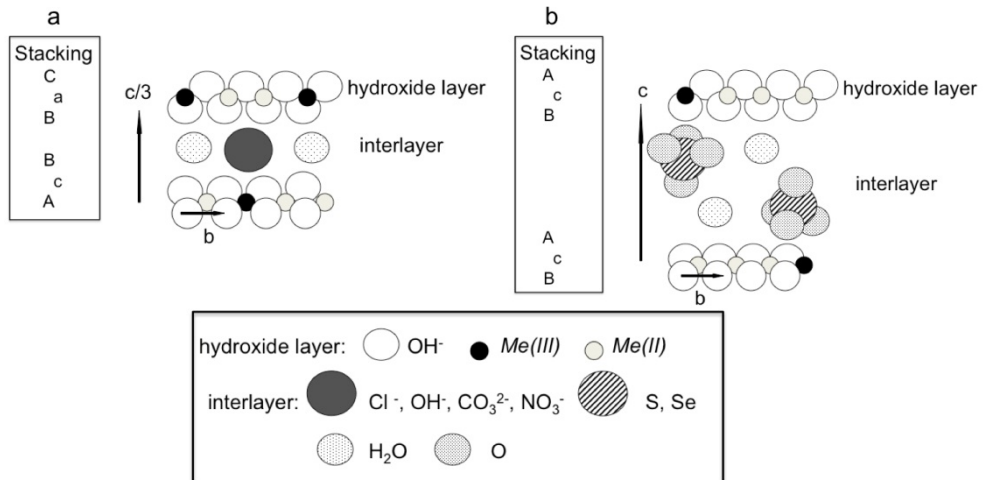 a
Stacking
C
a
B
B
c
A
c/3
hydroxide layer
interlayer
b
b
Stacking
A
c
B
A
c
B
c
hydroxide layer
interlayer
b
hydroxide layer: OH⁻ Me(III) Me(II)
interlayer: Cl⁻, OH⁻, CO₃²⁻, NO₃⁻ S, Se
H₂O O